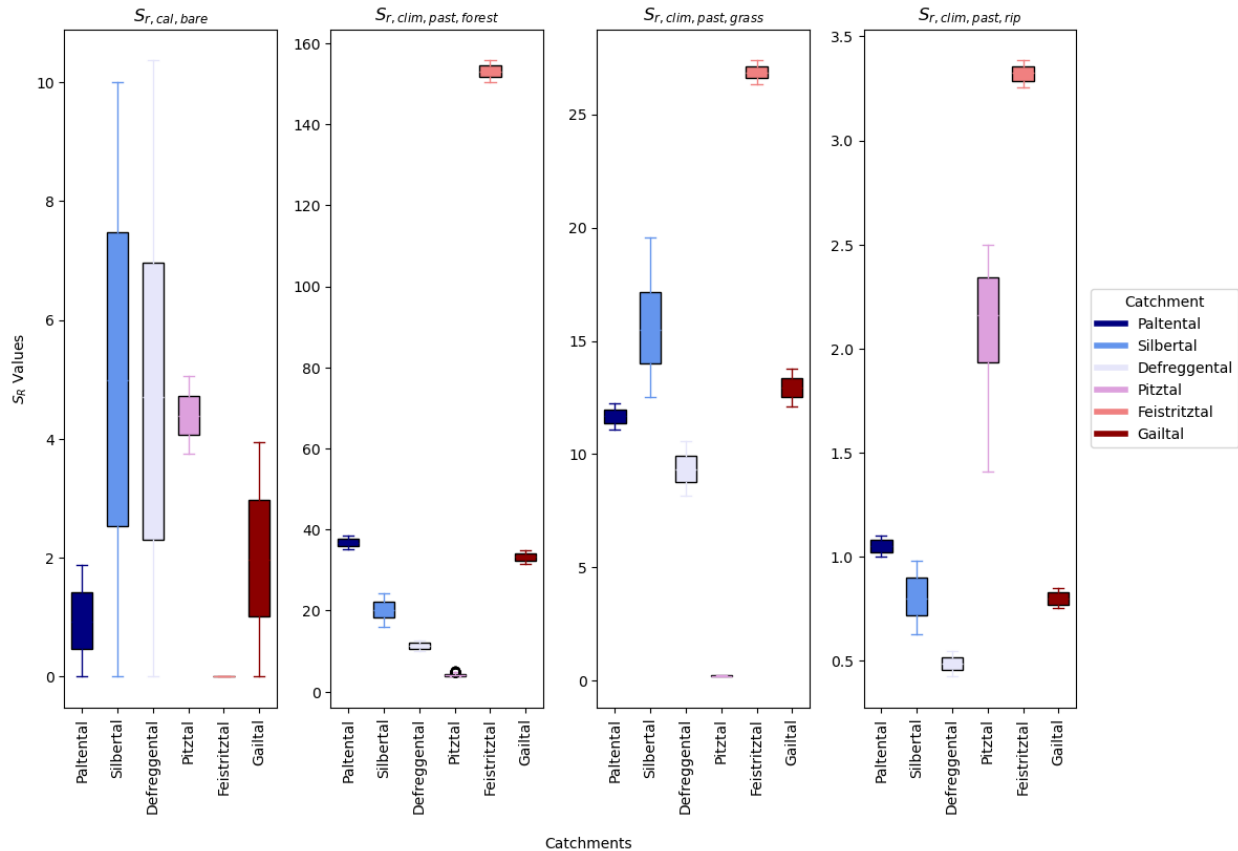 S_{r,cal,bare}
S_{r,clim,past,forest}
S_{r,clim,past,grass}
S_{r,clim,past,rip}
S_R Values
10
8
6
4
2
0
160
140
120
100
80
60
40
20
0
25
20
15
10
5
0
3.5
3.0
2.5
2.0
1.5
1.0
0.5
Paltental
Silbertal
Defreggental
Pitztal
Feistritztal
Gailtal
Paltental
Silbertal
Defreggental
Pitztal
Feistritztal
Gailtal
Paltental
Silbertal
Defreggental
Pitztal
Feistritztal
Gailtal
Paltental
Silbertal
Defreggental
Pitztal
Feistritztal
Gailtal
Catchments
Catchment
Paltental
Silbertal
Defreggental
Pitztal
Feistritztal
Gailtal